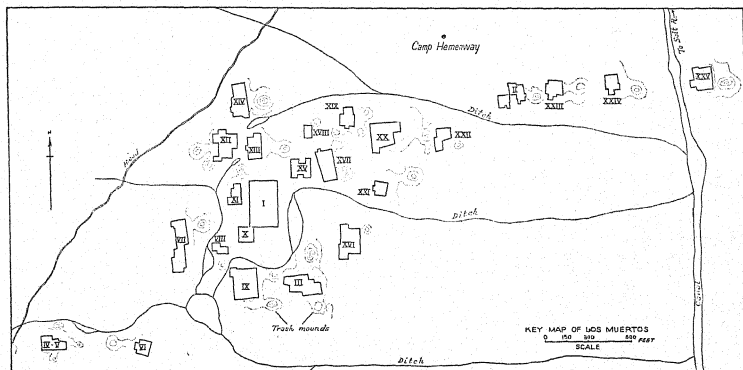 Camp Hemenway
To Salt River
XXV
II
XXIII
XXIV
XIV
XIX
Ditch
XVIII
XX
XXII
XII
XIII
XV
XVII
Road
N
XXI
XI
I
Ditch
VII
VIII
X
XVI
IX
III
Canal
Trash mounds
KEY MAP OF LOS MUERTOS
0 150 300 600 FEET
SCALE
IV-V
VI
Ditch